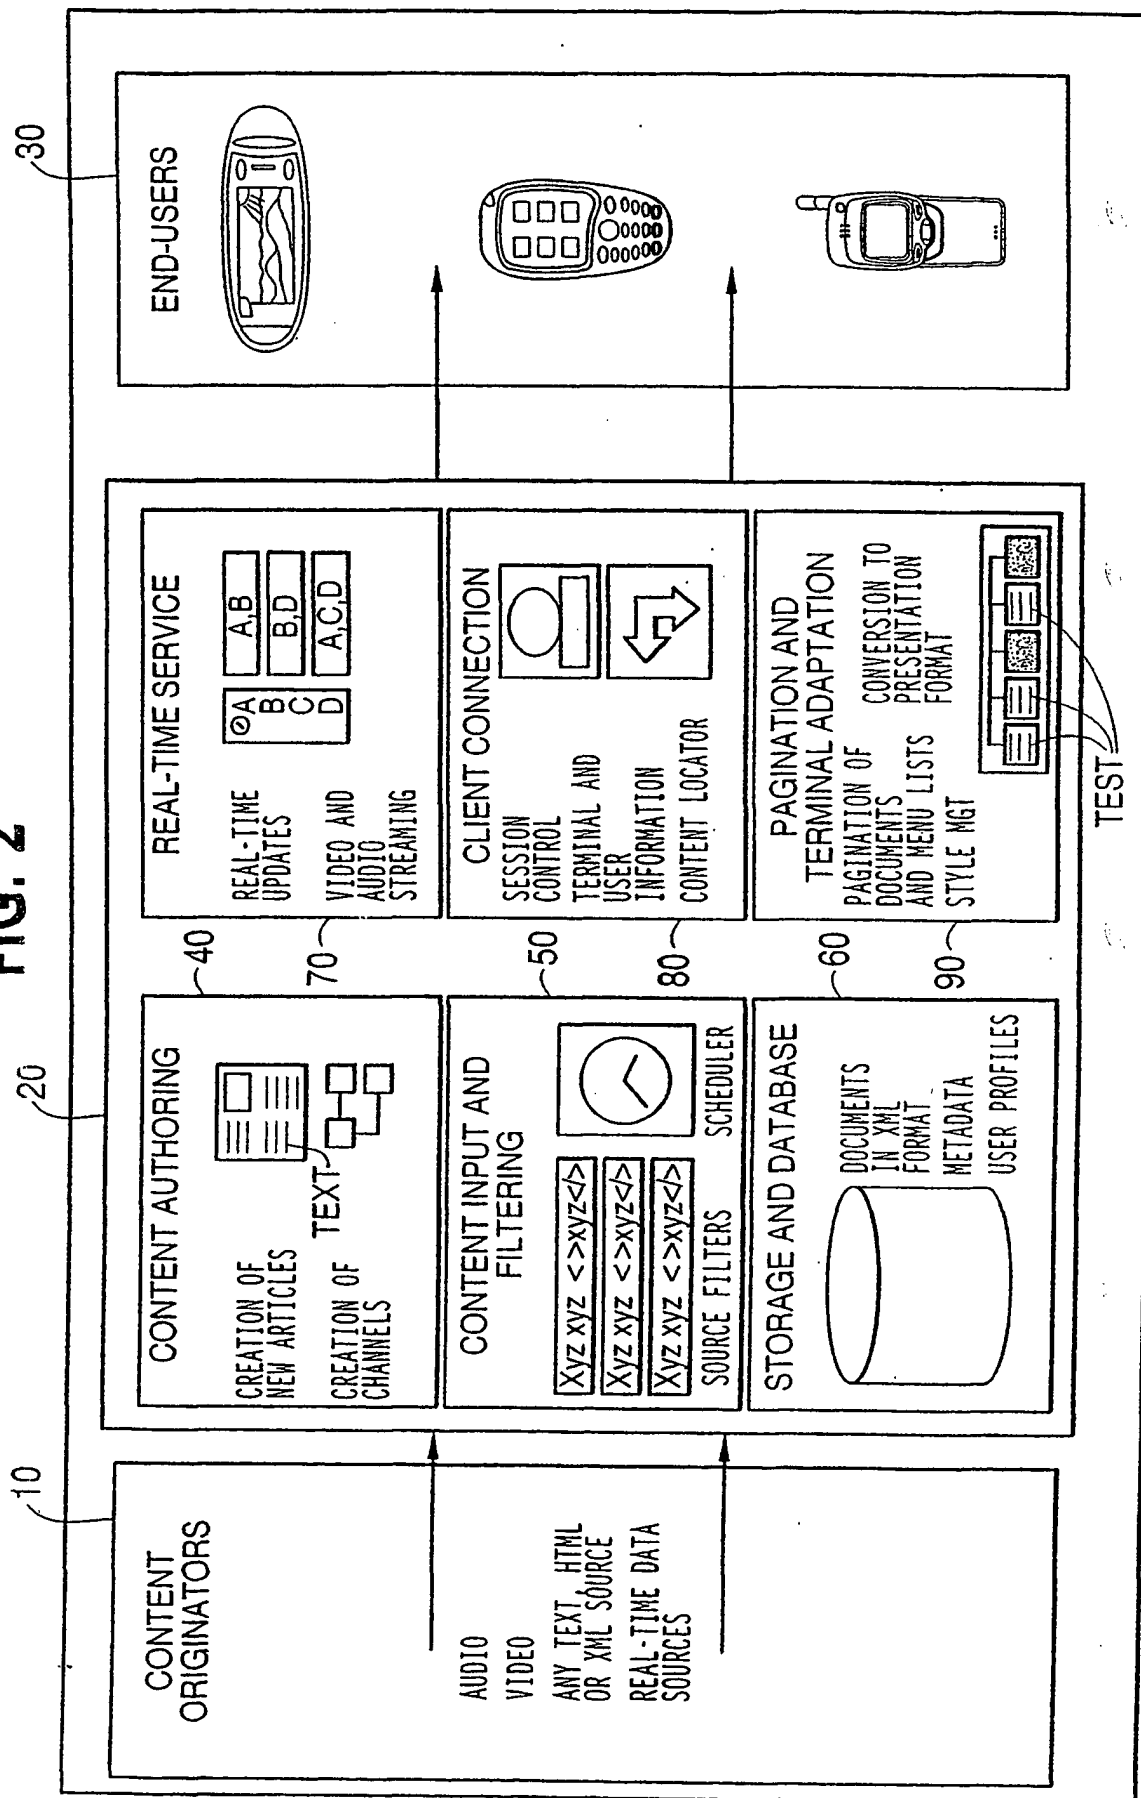 FIG. 2
10
CONTENT
ORIGINATORS
AUDIO
VIDEO
ANY TEXT, HTML
OR XML SOURCE
REAL-TIME DATA
SOURCES
20
CONTENT AUTHORING
40
CREATION OF
NEW ARTICLES
TEXT
CREATION OF
CHANNELS
CONTENT INPUT AND
FILTERING
50
Xyz xyz < >xyz</>
Xyz xyz < >xyz</>
Xyz xyz < >xyz</>
SOURCE FILTERS
SCHEDULER
STORAGE AND DATABASE
60
DOCUMENTS
IN XML
FORMAT
METADATA
USER PROFILES
REAL-TIME SERVICE
70
REAL-TIME
UPDATES
VIDEO AND
AUDIO
STREAMING
A
B
C
D
A,B
B,D
A,C,D
CLIENT CONNECTION
80
SESSION
CONTROL
TERMINAL AND
USER
INFORMATION
CONTENT LOCATOR
PAGINATION AND
TERMINAL ADAPTATION
90
PAGINATION OF
DOCUMENTS
AND MENU LISTS
STYLE MGT
CONVERSION TO
PRESENTATION
FORMAT
TEST
30
END-USERS